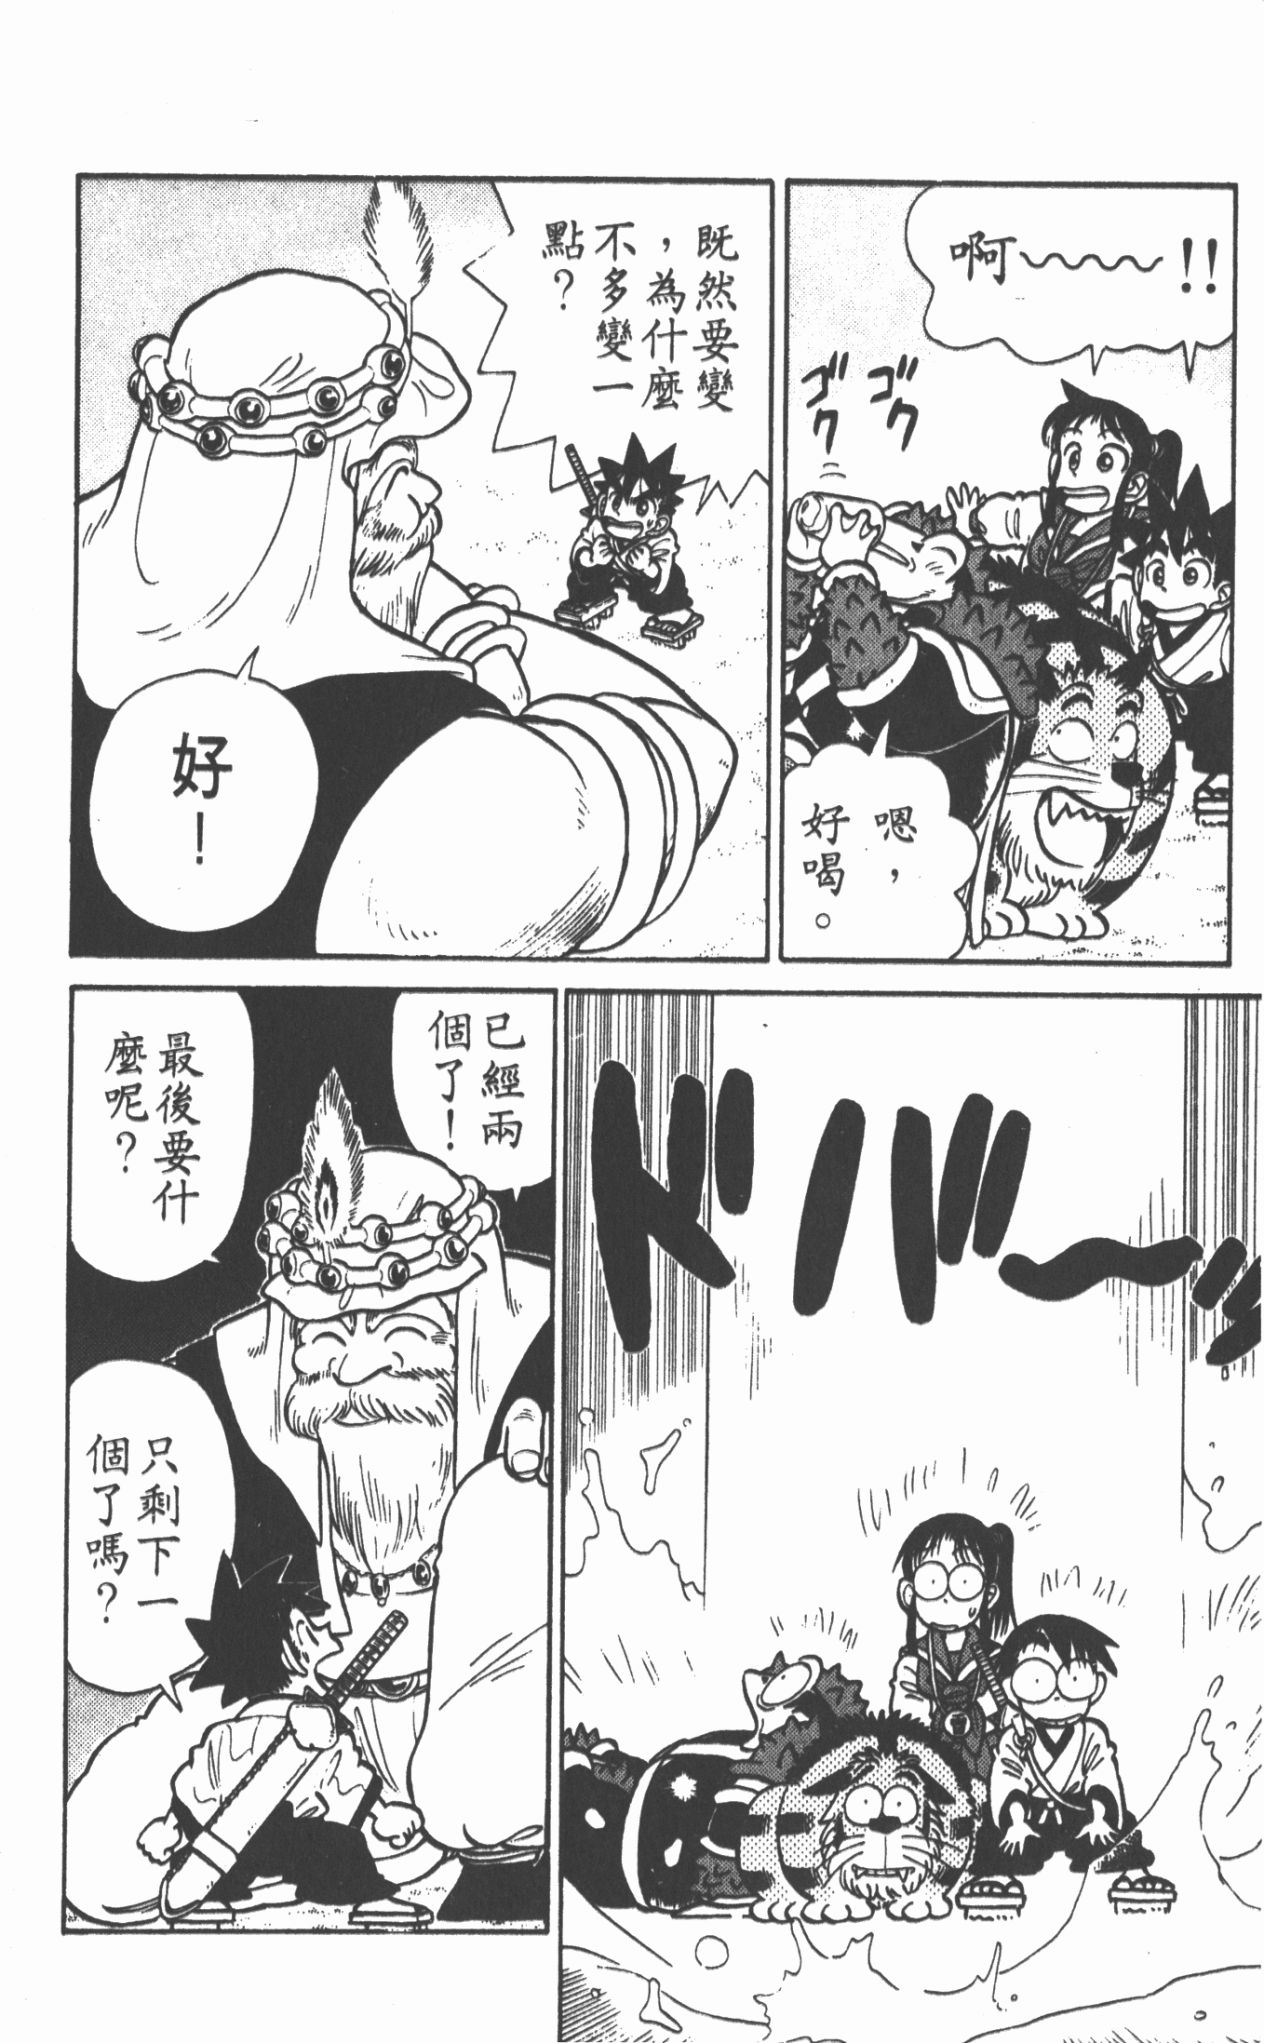 啊～～～!!
ゴク
ゴク
嗯，
好喝。
既然要變
，為什麼
不多變一
點？
好！
ドバーッ
已經兩
個了！
最後要什
麼呢？
只剩下一
個了嗎？